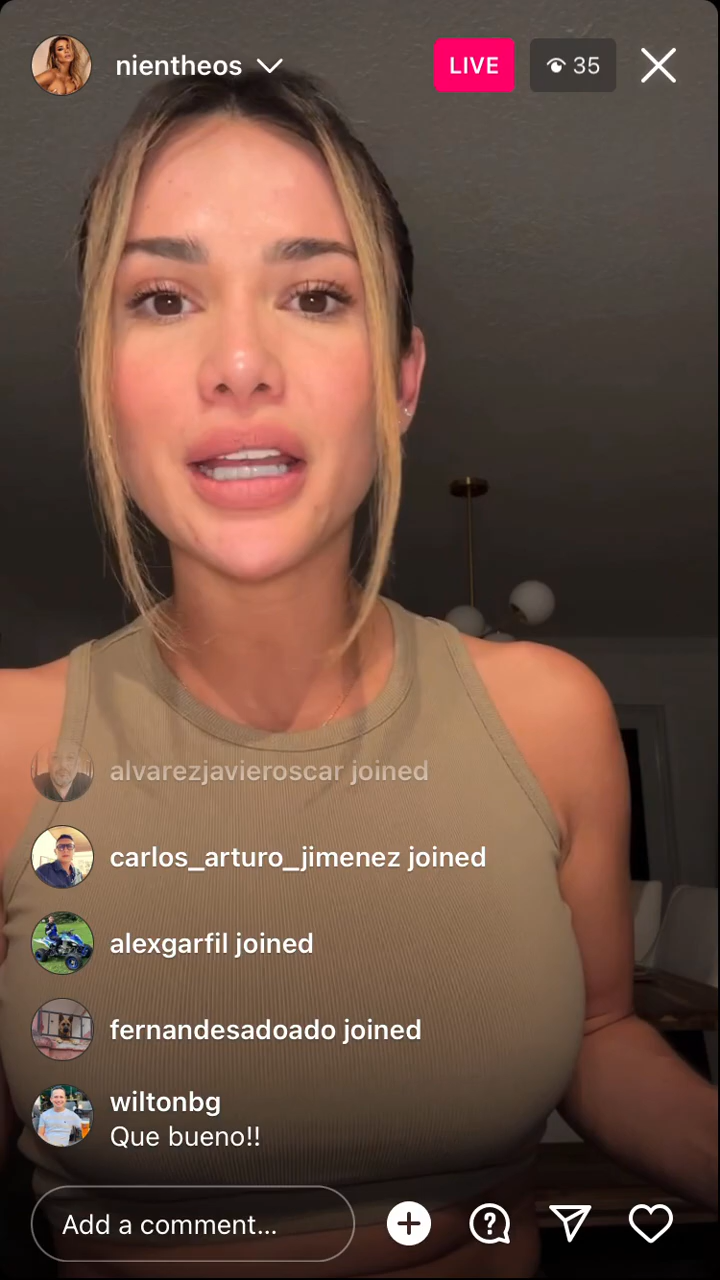 nientheos
LIVE
35
alvarezjavieroscar joined
carlos_arturo_jimenez joined
alexgarfil joined
fernandesadoado joined
wiltonbg
Que bueno!!
Add a comment...